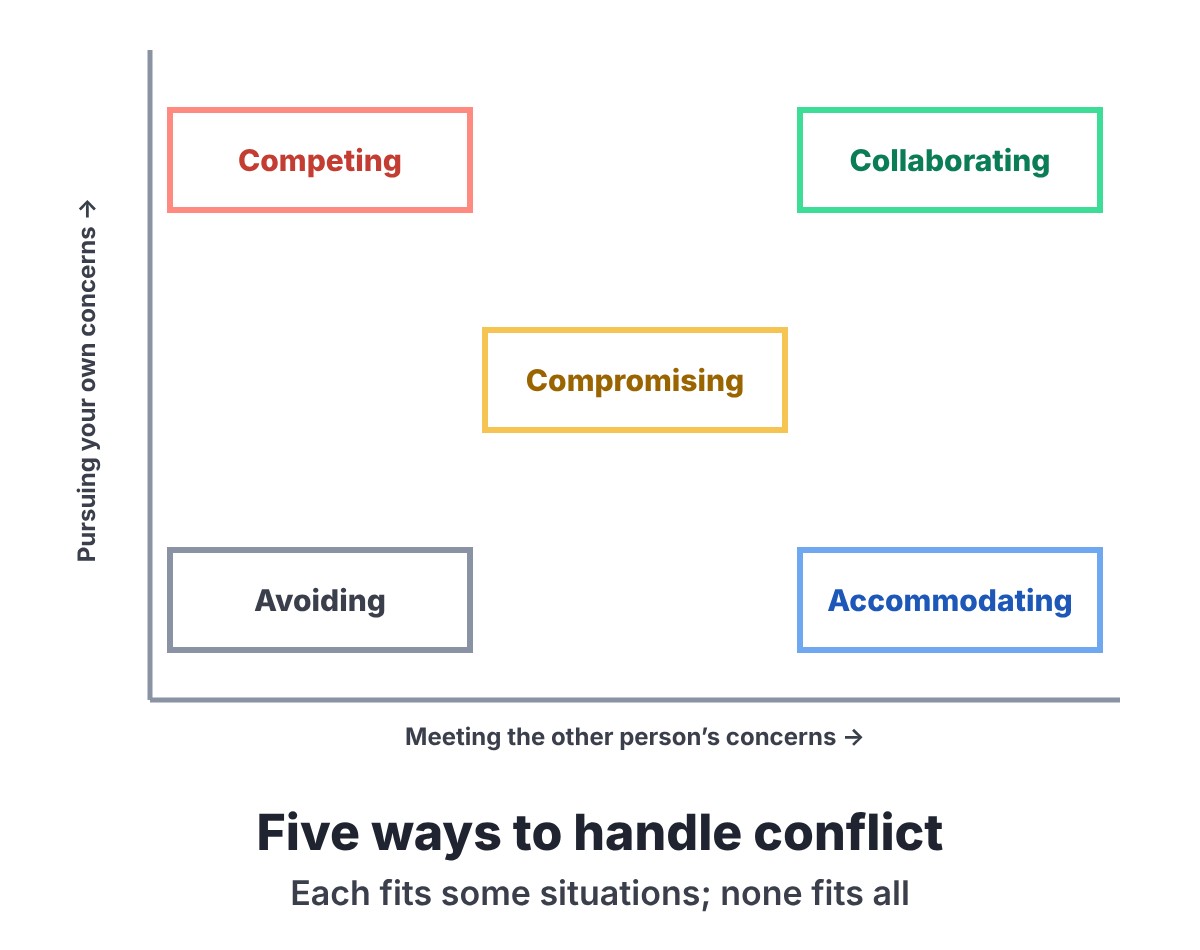 Competing
Collaborating
Pursuing your own concerns →
Compromising
Avoiding
Accommodating
Meeting the other person’s concerns →
Five ways to handle conflict
Each fits some situations; none fits all